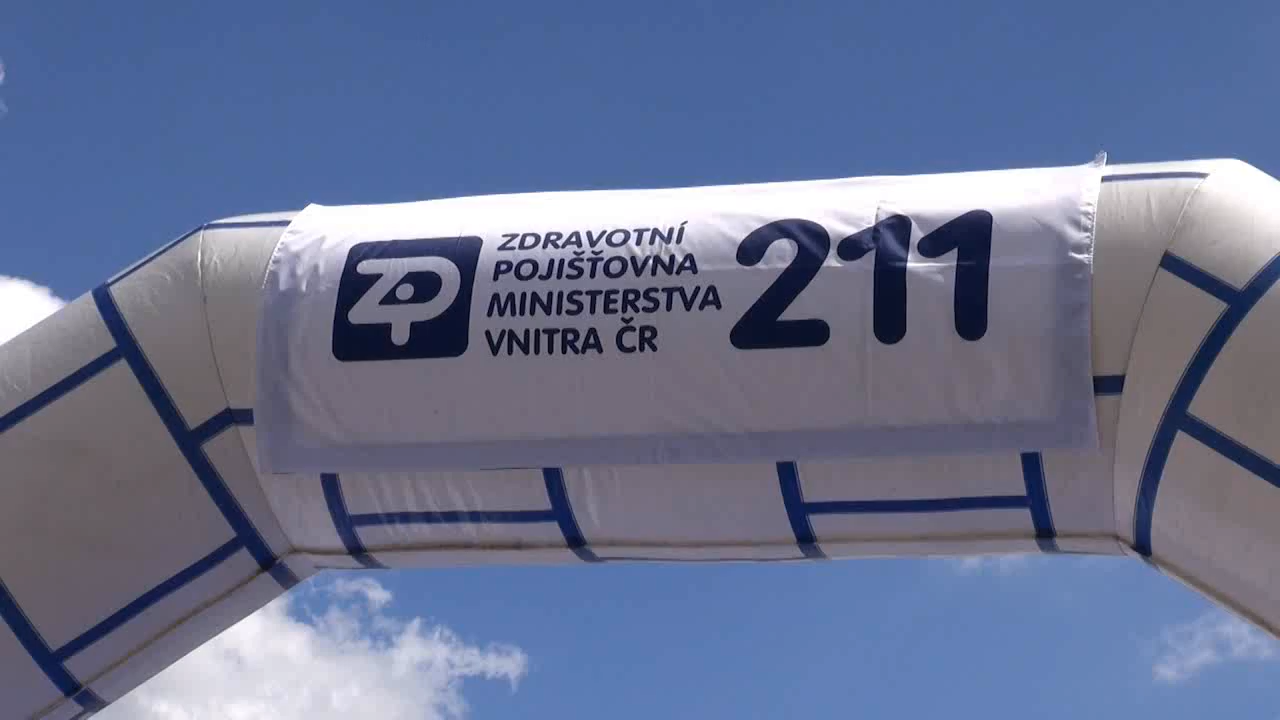 ZP
ZDRAVOTNÍ
POJIŠŤOVNA
MINISTERSTVA
VNITRA ČR
211